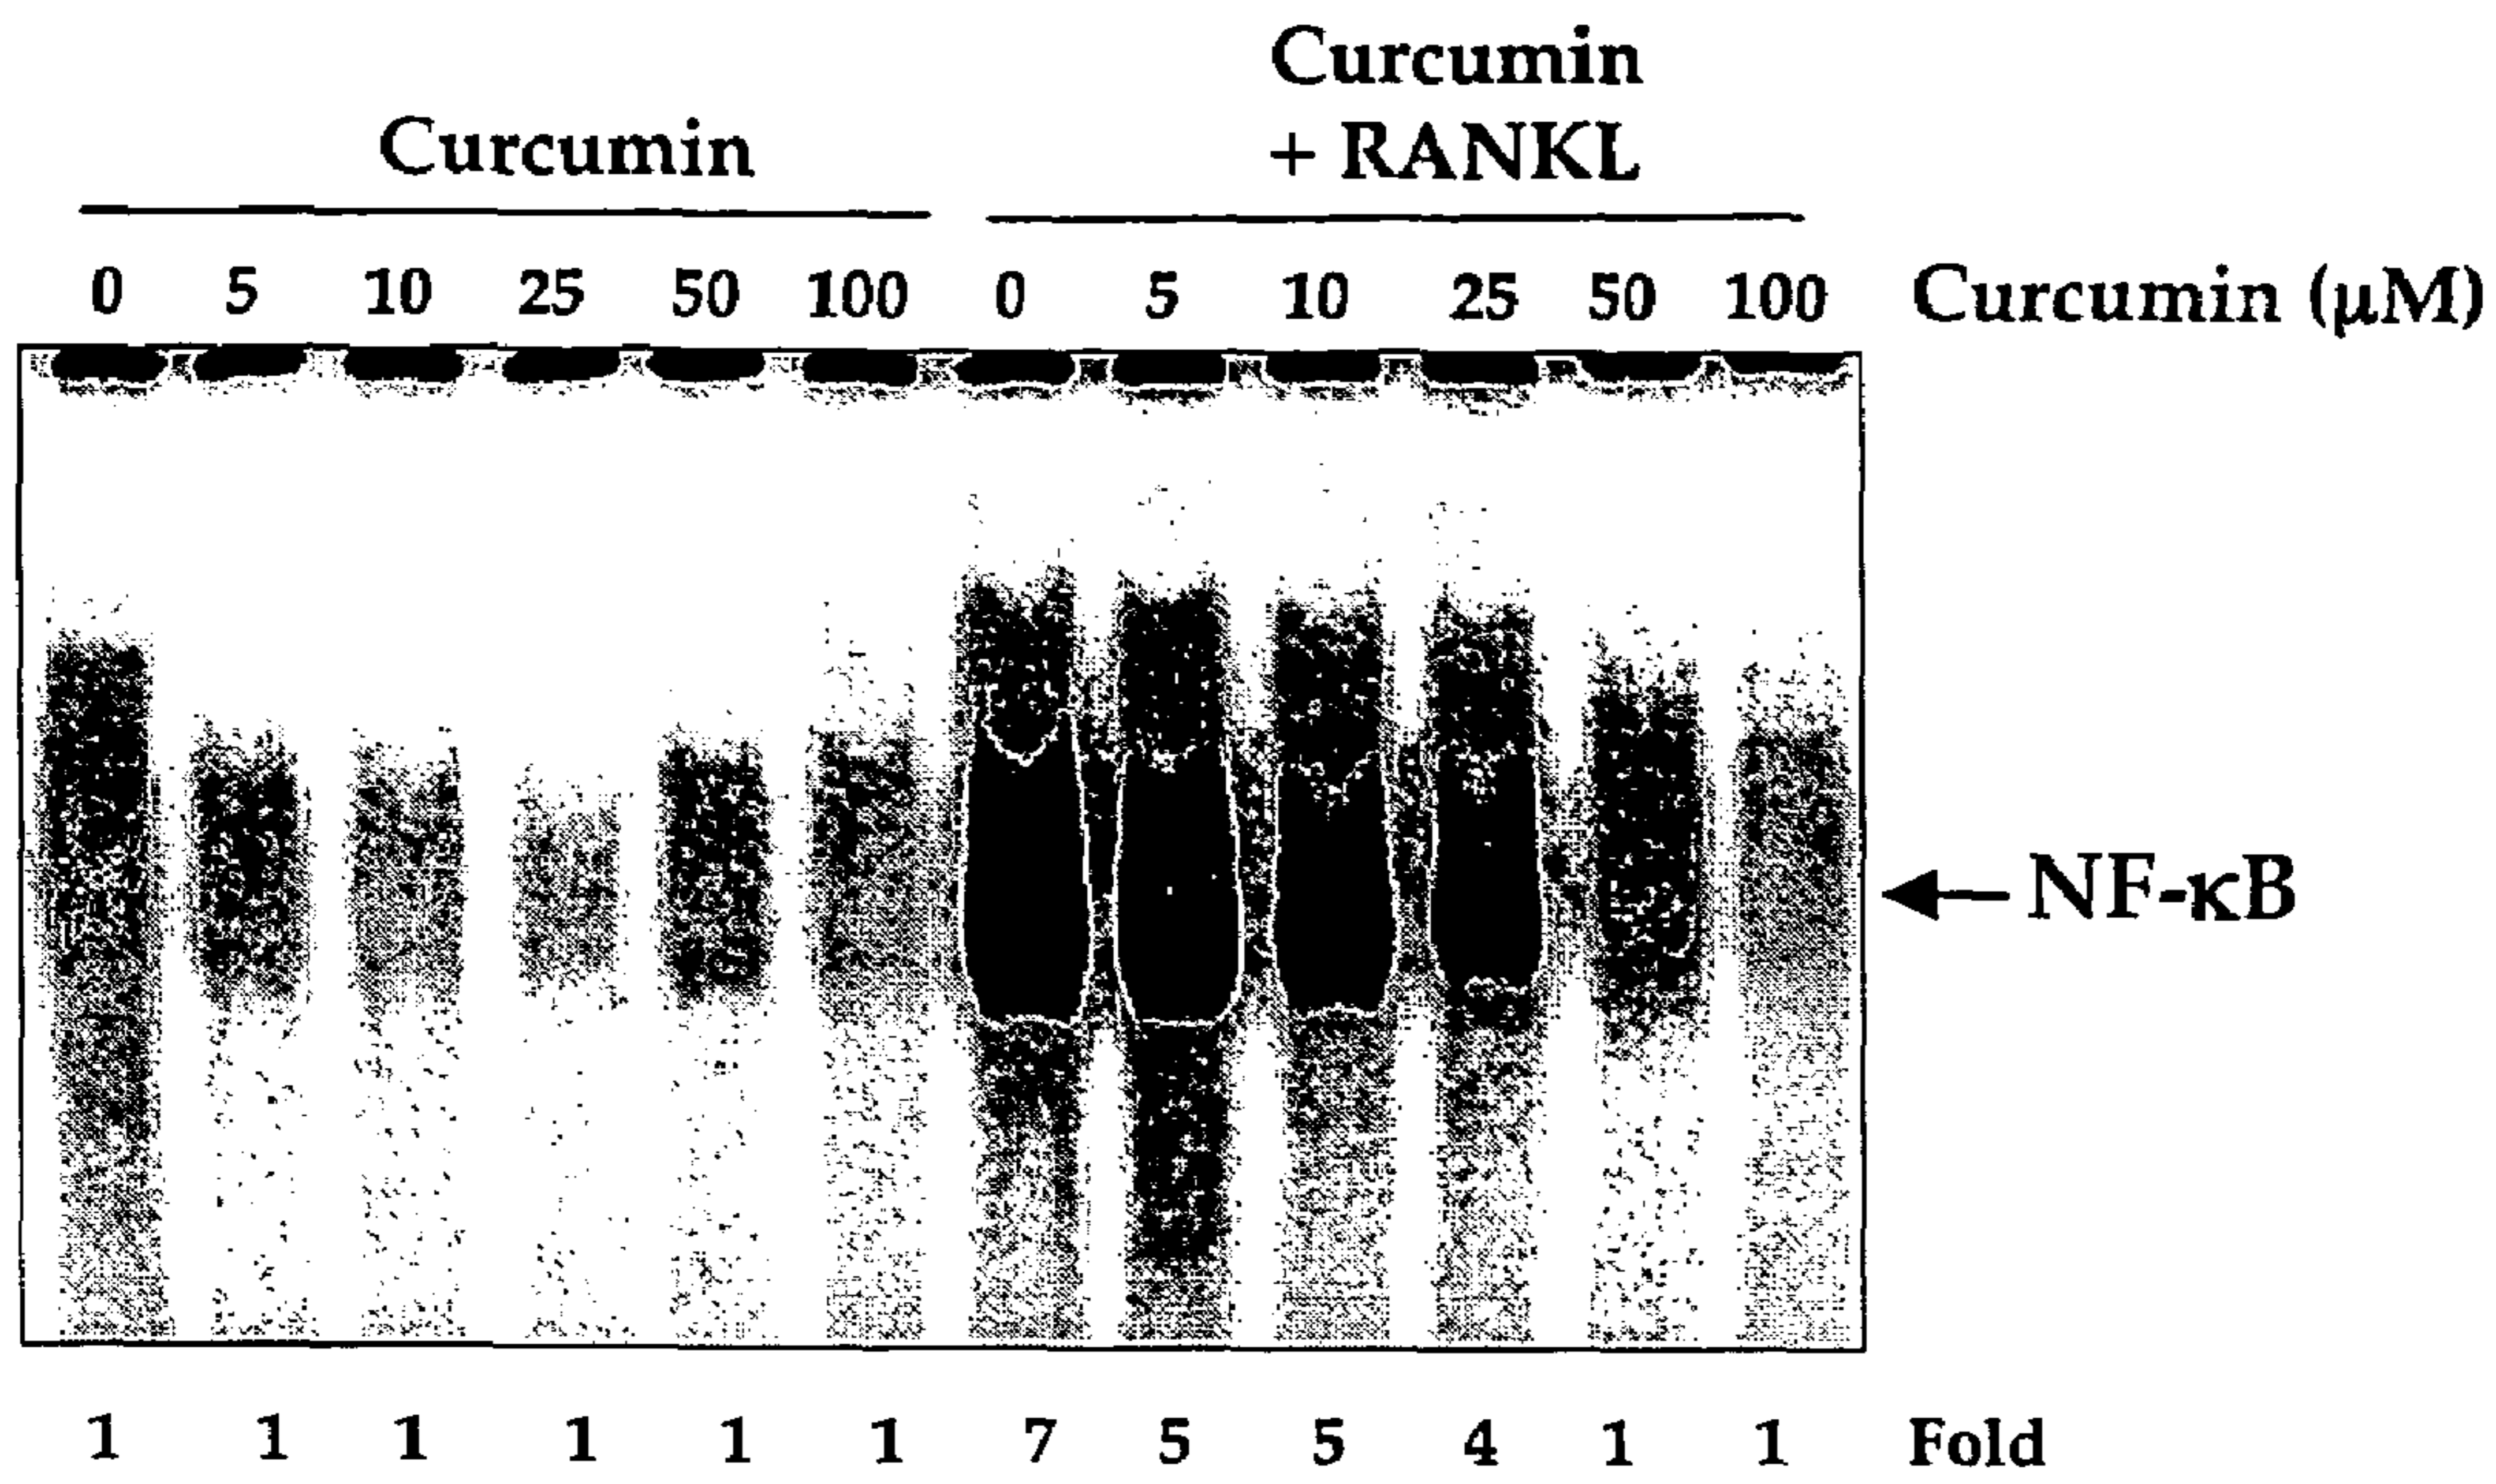 Curcumin
Curcumin
+ RANKL
0 5 10 25 50 100 0 5 10 25 50 100 Curcumin (μM)
NF-κB
1 1 1 1 1 1 7 5 5 4 1 1 Fold